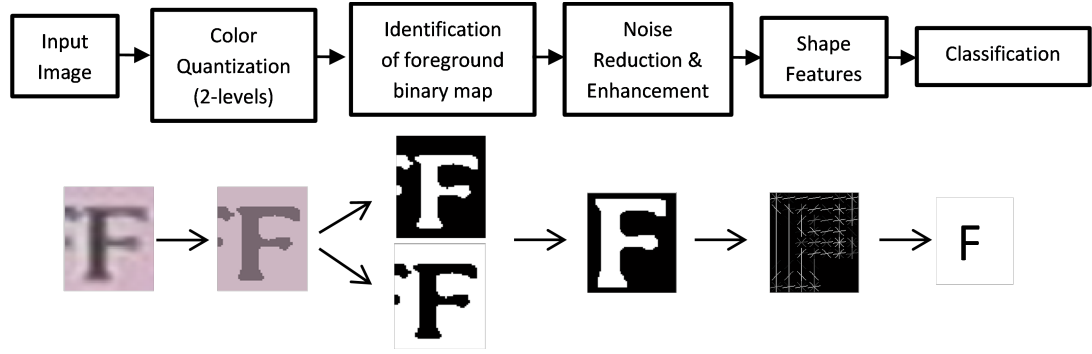 Input
Image
Color
Quantization
(2-levels)
Identification
of foreground
binary map
Noise
Reduction &
Enhancement
Shape
Features
Classification
F
F
F
F
F
F
F